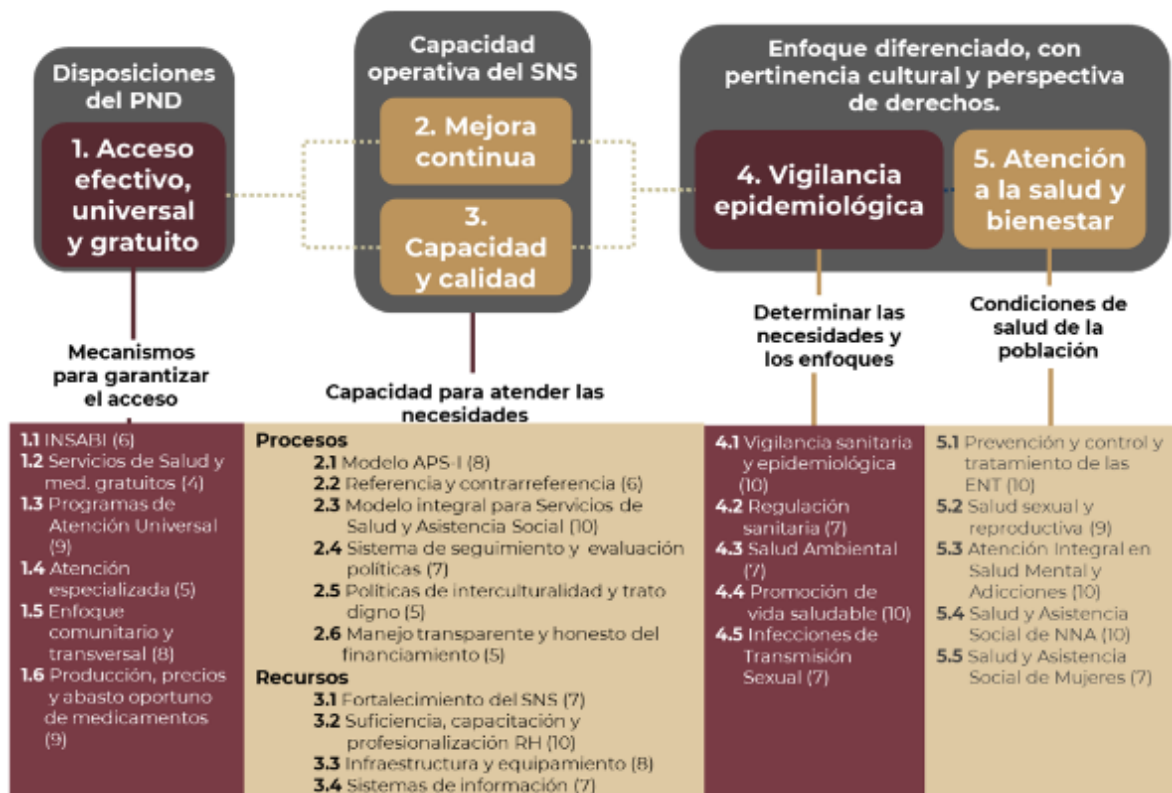 Disposiciones
del PND
1. Acceso
efectivo,
universal
y gratuito
Capacidad
operativa del SNS
2. Mejora
continua
3.
Capacidad
y calidad
Enfoque diferenciado, con
pertinencia cultural y perspectiva
de derechos.
4. Vigilancia
epidemiológica
5. Atención
a la salud y
bienestar
Mecanismos
para garantizar
el acceso
Capacidad para atender las
necesidades
Determinar las
necesidades y
los enfoques
Condiciones de
salud de la
población
1.1 INSABI (6)
1.2 Servicios de Salud y
med. gratuitos (4)
1.3 Programas de
Atención Universal
(9)
1.4 Atención
especializada (5)
1.5 Enfoque
comunitario y
transversal (8)
1.6 Producción, precios
y abasto oportuno
de medicamentos
(9)
Procesos
2.1 Modelo APS-I (8)
2.2 Referencia y contrarreferencia (6)
2.3 Modelo integral para Servicios de
Salud y Asistencia Social (10)
2.4 Sistema de seguimiento y evaluación
políticas (7)
2.5 Políticas de interculturalidad y trato
digno (5)
2.6 Manejo transparente y honesto del
financiamiento (5)
Recursos
3.1 Fortalecimiento del SNS (7)
3.2 Suficiencia, capacitación y
profesionalización RH (10)
3.3 Infraestructura y equipamiento (8)
3.4 Sistemas de información (7)
4.1 Vigilancia sanitaria
y epidemiológica
(10)
4.2 Regulación
sanitaria (7)
4.3 Salud Ambiental
(7)
4.4 Promoción de
vida saludable (10)
4.5 Infecciones de
Transmisión
Sexual (7)
5.1 Prevención y control y
tratamiento de las
ENT (10)
5.2 Salud sexual y
reproductiva (9)
5.3 Atención Integral en
Salud Mental y
Adicciones (10)
5.4 Salud y Asistencia
Social de NNA (10)
5.5 Salud y Asistencia
Social de Mujeres (7)